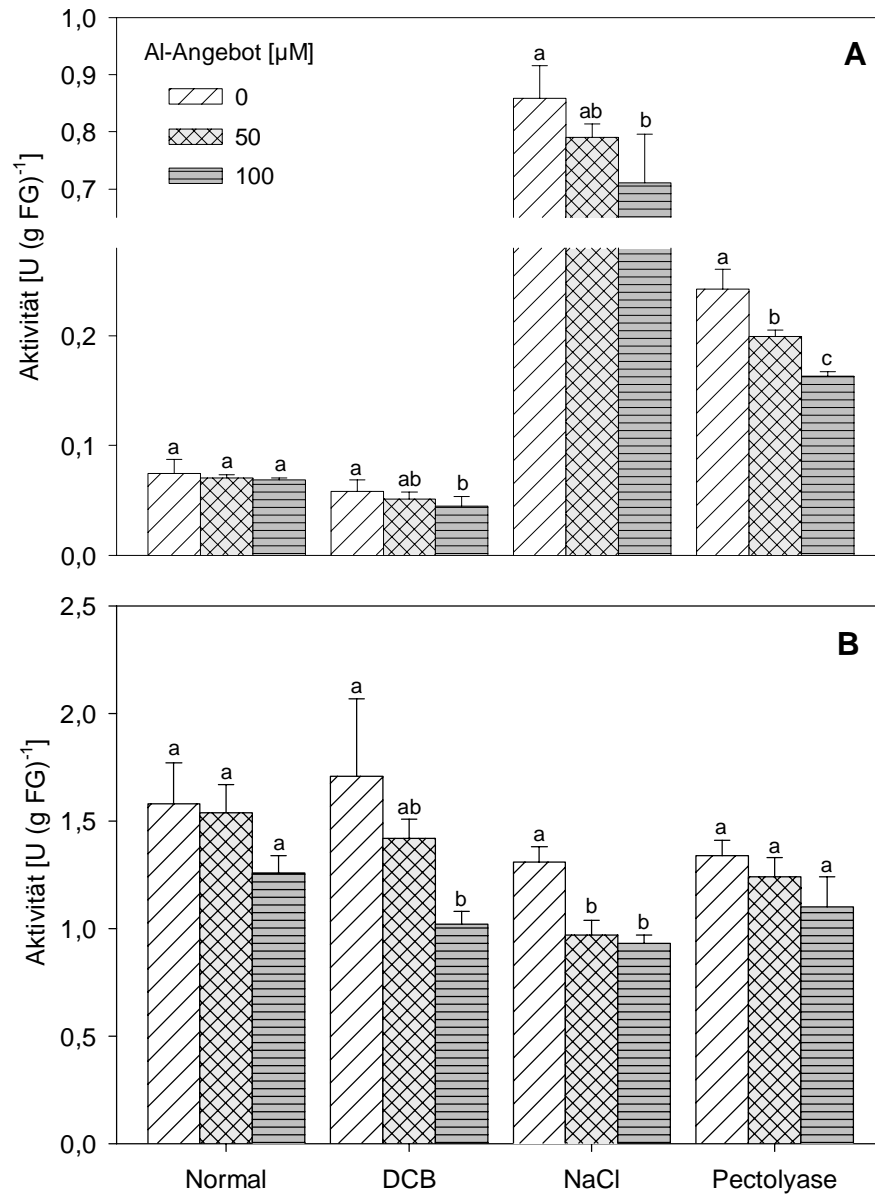 1,0
0,9
0,8
0,7
0,2
0,1
0,0
Aktivität [U (g FG)⁻¹]
Al-Angebot [µM]
0
50
100
A
a ab b
a b c
a a a
a ab b
2,5
2,0
1,5
1,0
0,5
0,0
Aktivität [U (g FG)⁻¹]
B
a a a
a ab b
a b b
a a a
Normal DCB NaCl Pectolyase